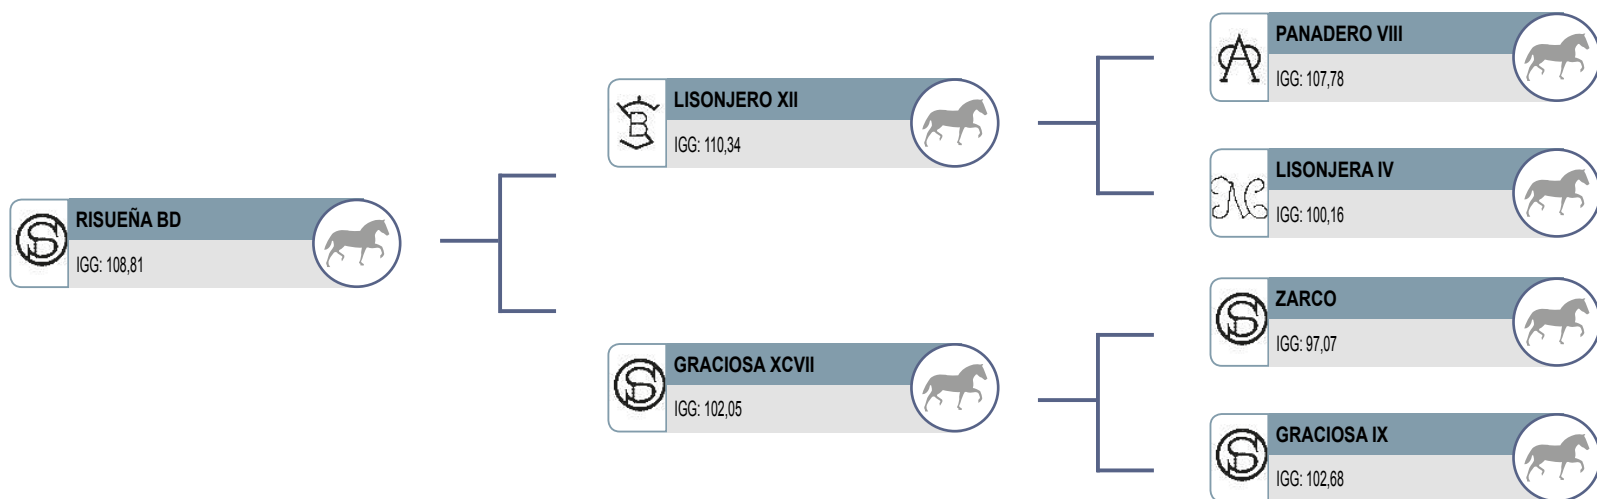 RISUEÑA BD
IGG: 108,81
LISONJERO XII
IGG: 110,34
GRACIOSA XCVII
IGG: 102,05
PANADERO VIII
IGG: 107,78
LISONJERA IV
IGG: 100,16
ZARCO
IGG: 97,07
GRACIOSA IX
IGG: 102,68